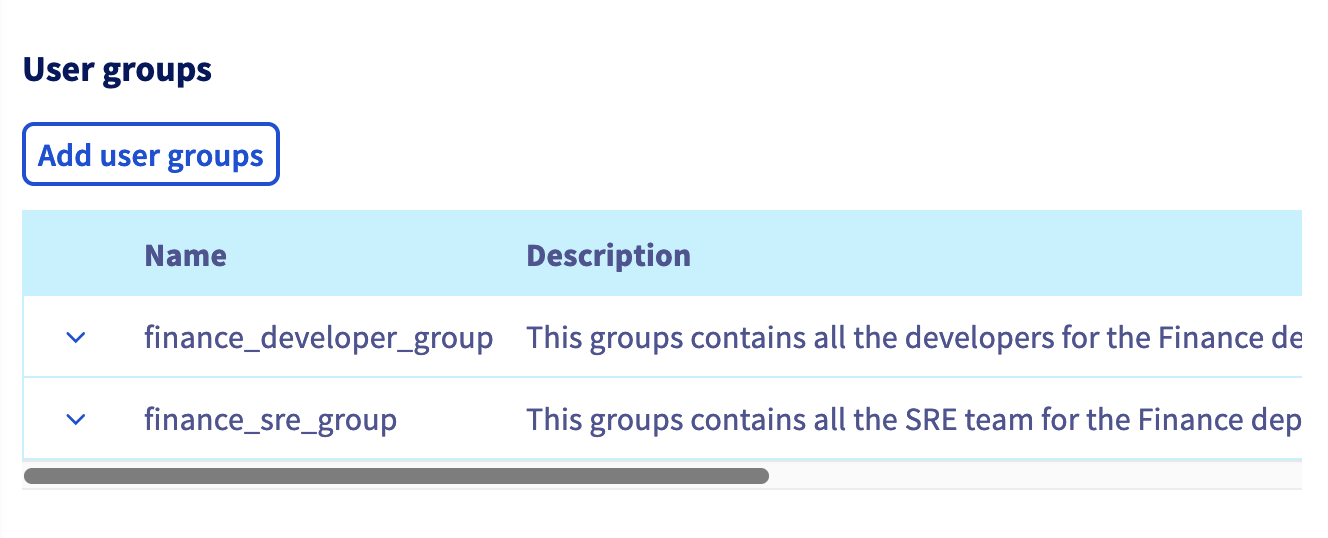 User groups
Add user groups
Name Description
finance_developer_group This groups contains all the developers for the Finance de
finance_sre_group This groups contains all the SRE team for the Finance dep